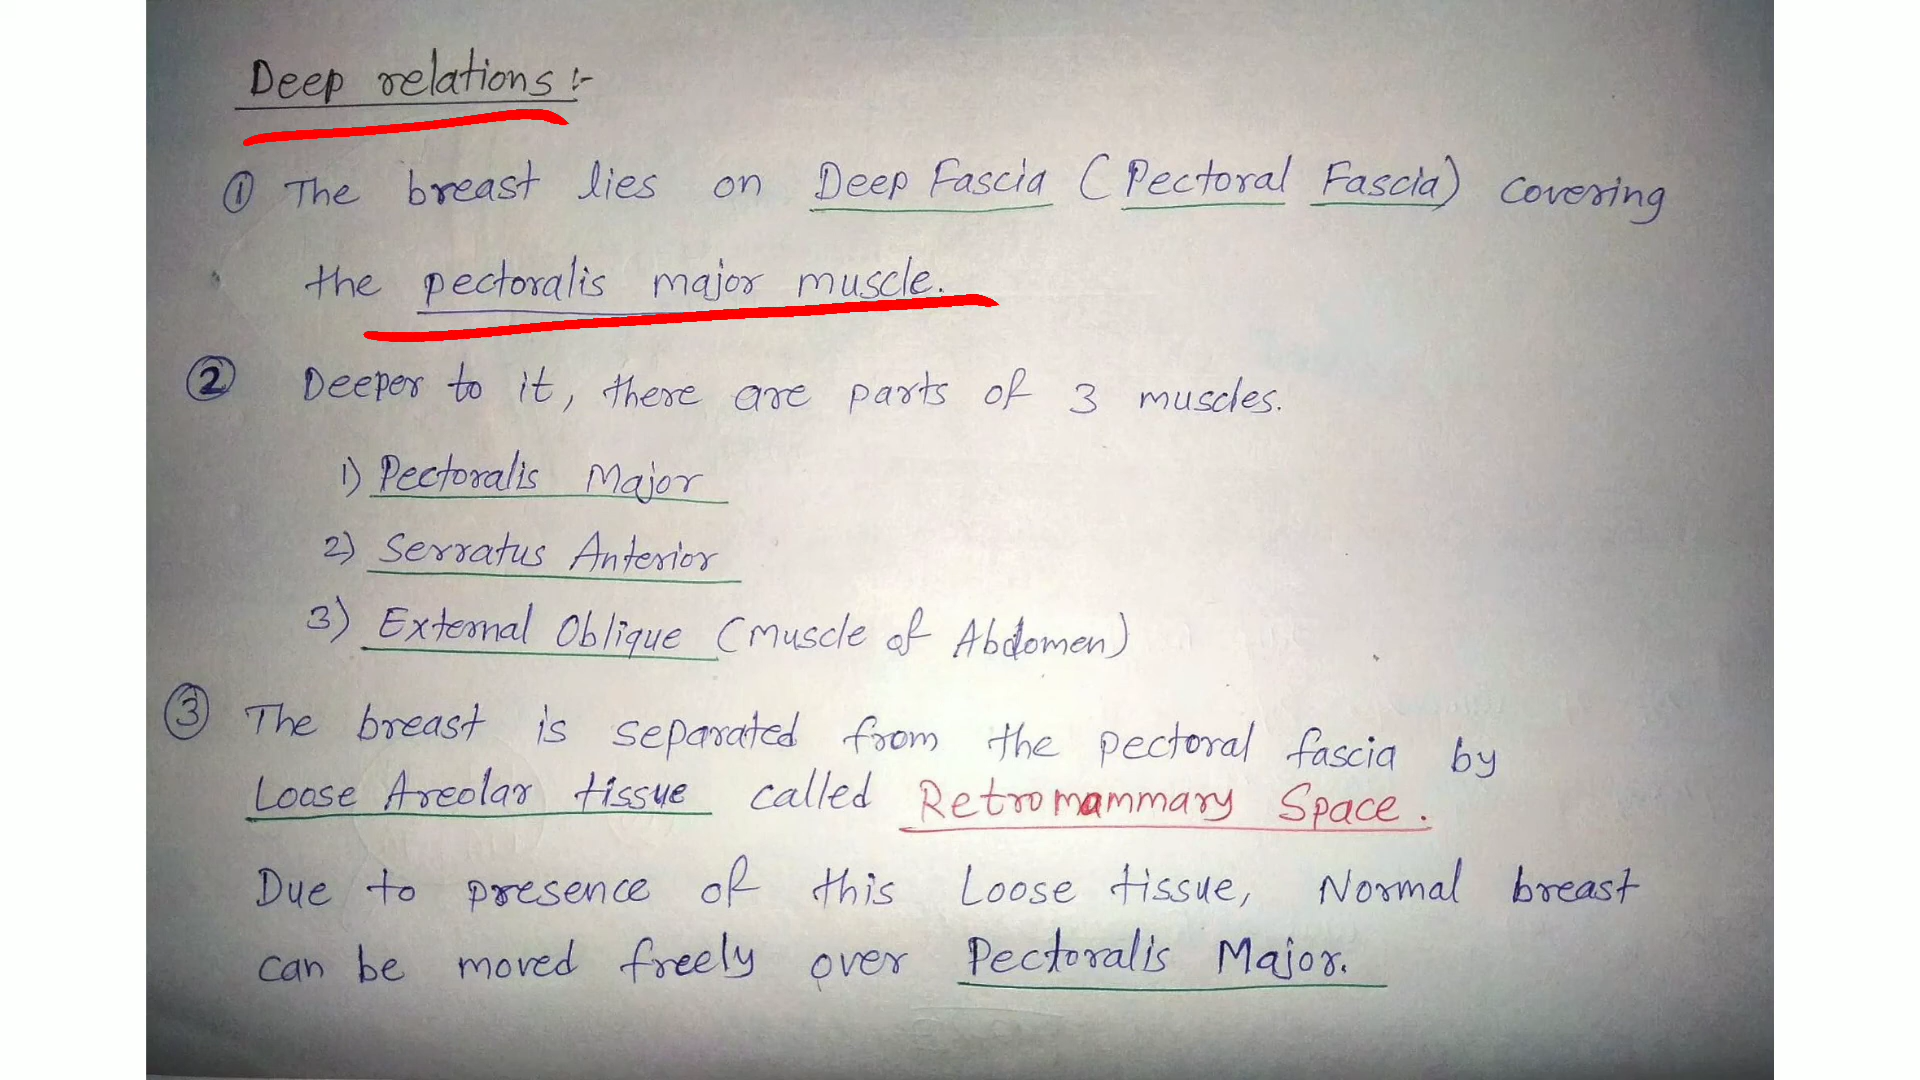 Deep relations :-
① The breast lies on Deep Fascia (Pectoral Fascia) covering
the pectoralis major muscle.
② Deeper to it, there are parts of 3 muscles.
1) Pectoralis Major
2) Serratus Anterior
3) External Oblique (Muscle of Abdomen)
③ The breast is separated from the pectoral fascia by
Loose Areolar tissue called Retromammary Space.
Due to presence of this Loose tissue, Normal breast
can be moved freely over Pectoralis Major.